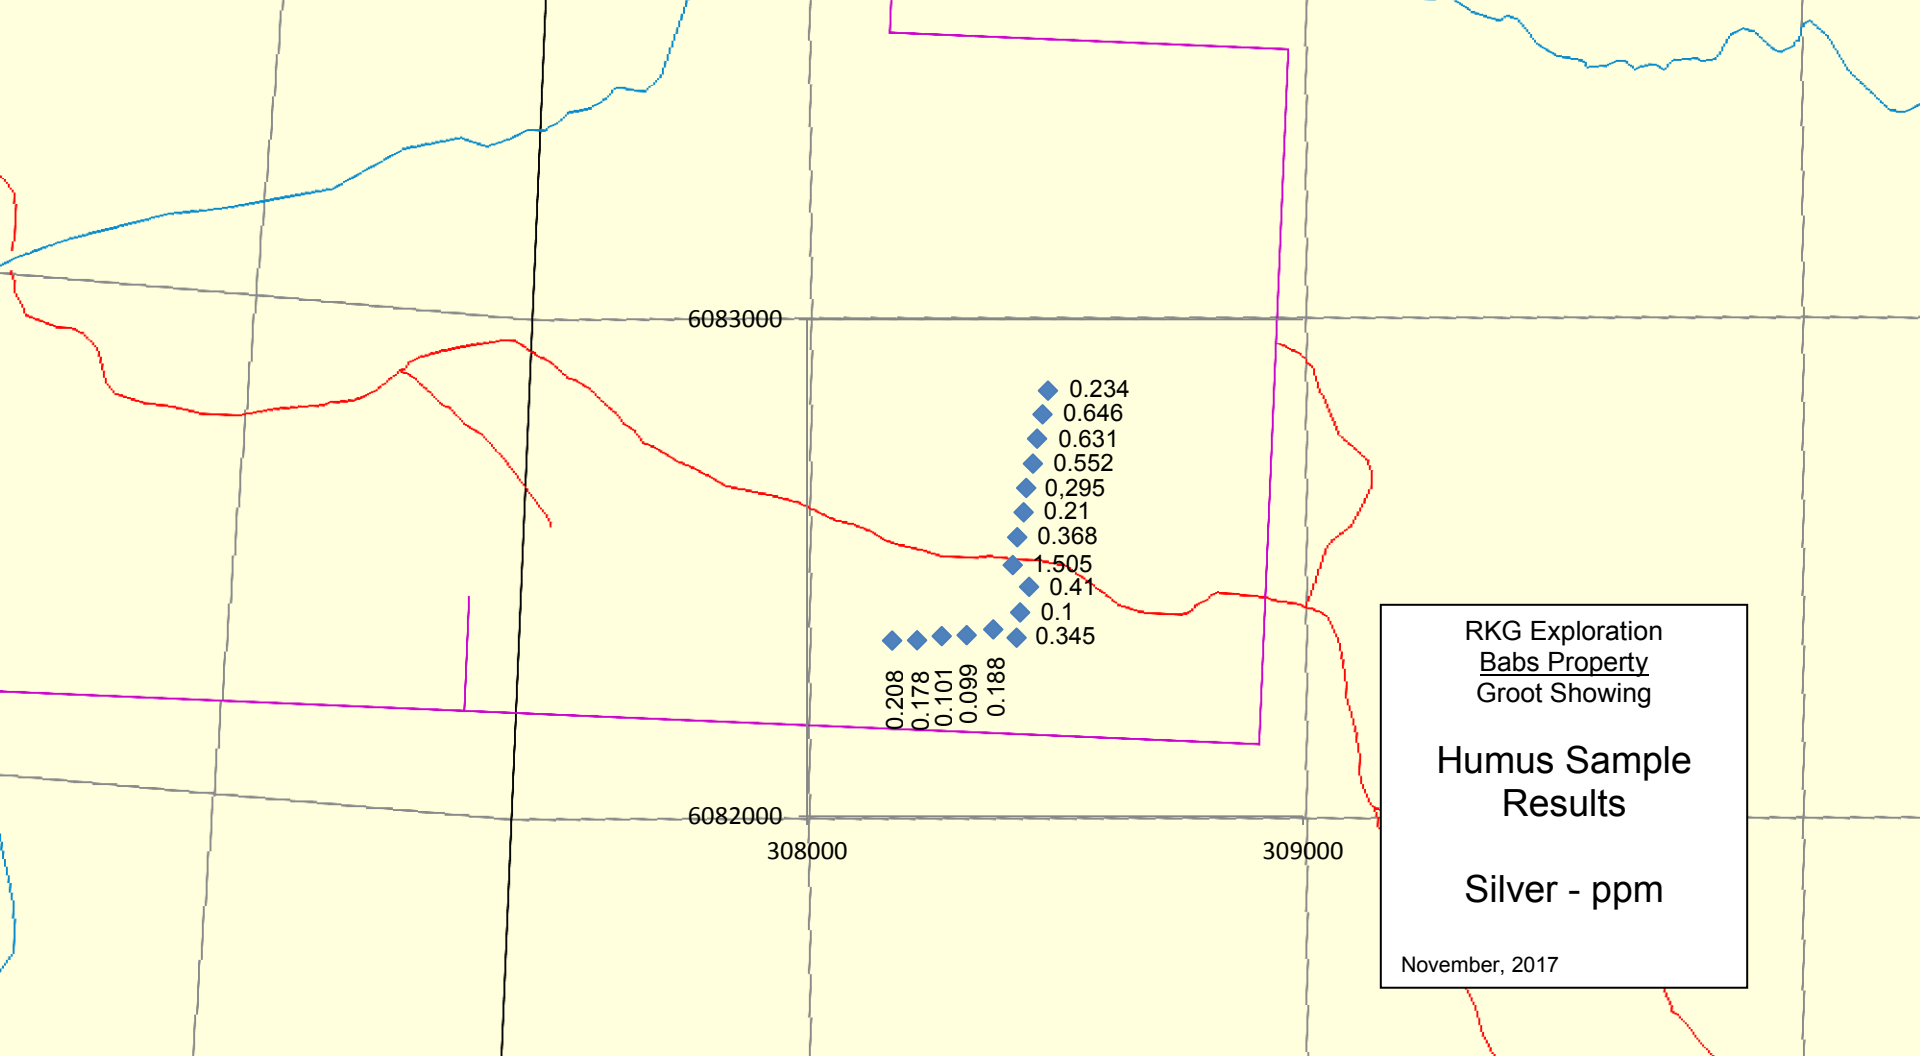 6083000
0.234
0.646
0.631
0.552
0,295
0.21
0.368
1.505
0.41
0.1
0.345
0.208
0.178
0.101
0.099
0.188
6082000
308000
309000
RKG Exploration
Babs Property
Groot Showing
Humus Sample
Results
Silver - ppm
November, 2017